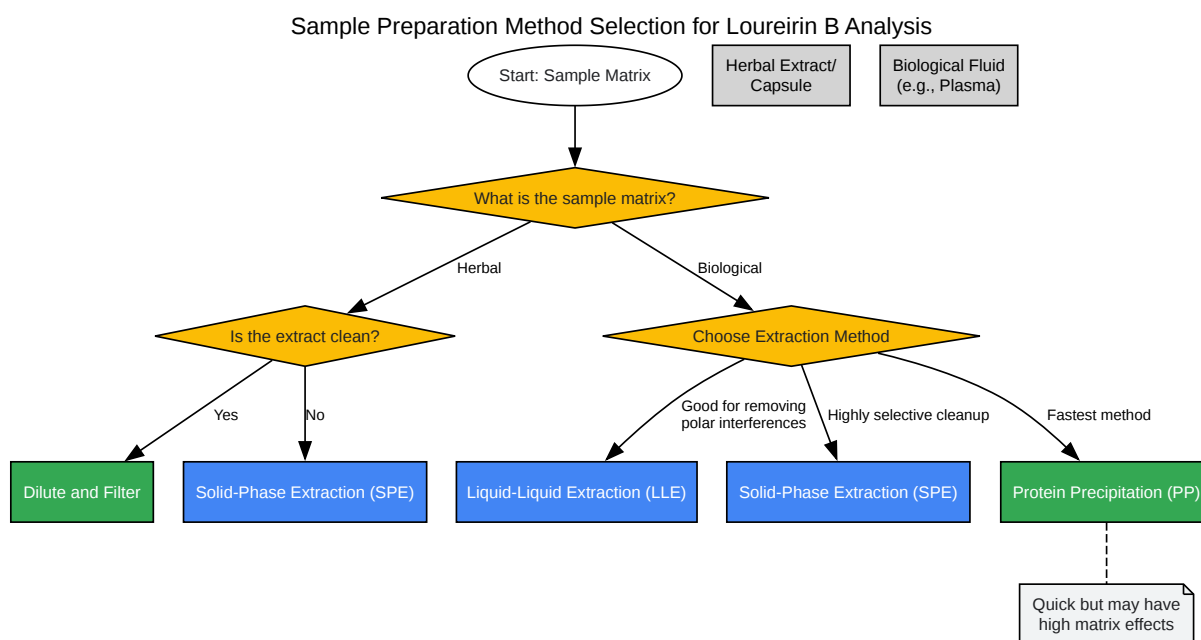 Sample Preparation Method Selection for Loureirin B Analysis
Start: Sample Matrix
Herbal Extract/
Capsule
Biological Fluid
(e.g., Plasma)
What is the sample matrix?
Herbal
Biological
Is the extract clean?
Choose Extraction Method
Yes
No
Good for removing
polar interferences
Highly selective cleanup
Fastest method
Dilute and Filter
Solid-Phase Extraction (SPE)
Liquid-Liquid Extraction (LLE)
Solid-Phase Extraction (SPE)
Protein Precipitation (PP)
Quick but may have
high matrix effects